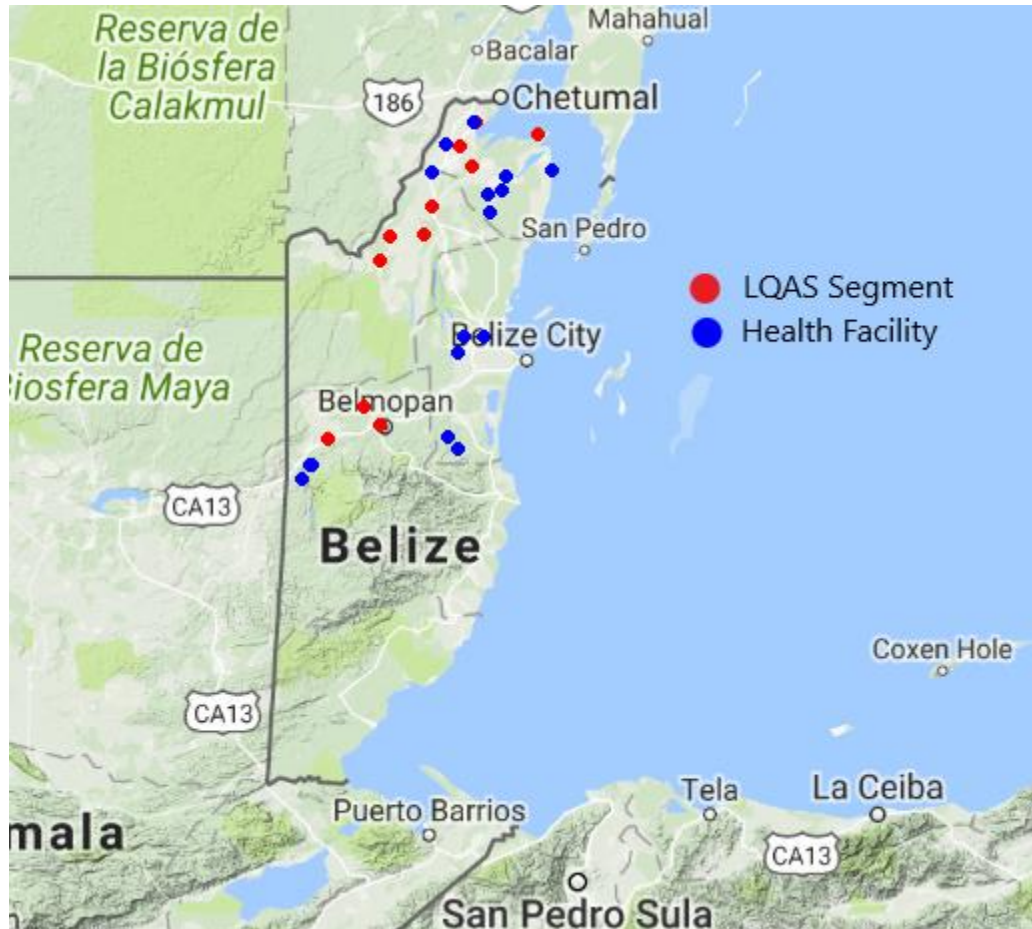 Reserva de
la Biósfera
Calakmul
Mahahual
Bacalar
186
Chetumal
San Pedro
LQAS Segment
Health Facility
Belize City
Reserva de
Biosfera Maya
Belmopan
CA13
Belize
Coxen Hole
CA13
Tela
La Ceiba
Puerto Barrios
mala
CA13
San Pedro Sula